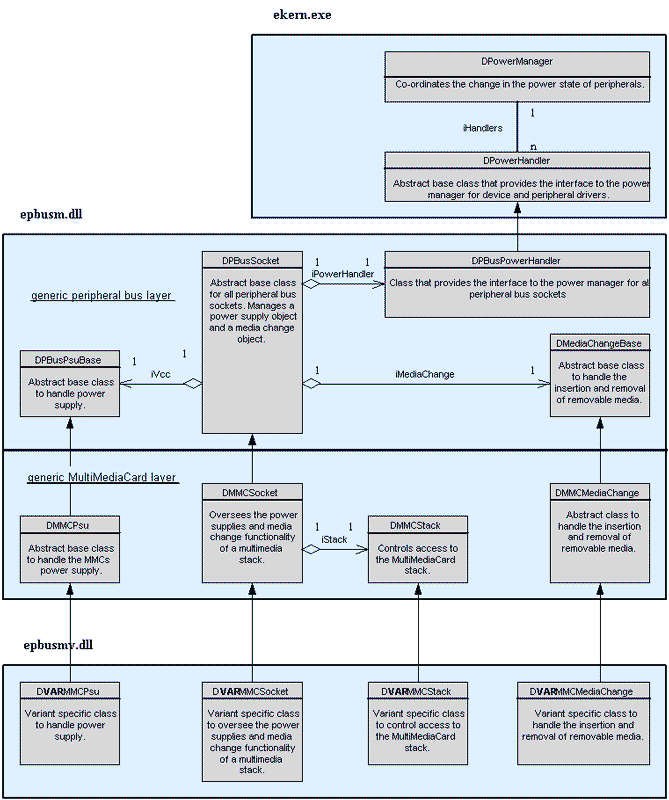 ekern.exe
DPowerManager
Co-ordinates the change in the power state of peripherals.
1
iHandlers
n
DPowerHandler
Abstract base class that provides the interface to the power
manager for device and peripheral drivers.
epbusm.dll
generic peripheral bus layer
DPBusSocket
Abstract base class
for all peripheral bus
sockets. Manages a
power supply object
and a media change
object.
1
1
iPowerHandler
DPBusPowerHandler
Class that provides the interface to the power manager for all
peripheral bus sockets
DPBusPsuBase
Abstract base class
to handle power
supply.
1
1
iVcc
1
iMediaChange
1
DMediaChangeBase
Abstract base class
to handle the
insertion and removal
of removable media.
generic MultiMediaCard layer
DMMCPsu
Abstract base class
to handle the MMCs
power supply.
DMMCSocket
Oversees the power
supplies and media
change functionality
of a multimedia
stack.
1
1
iStack
DMMCStack
Controls access to
the MultiMediaCard
stack.
DMMCMediaChange
Abstract class to
handle the insertion
and removal of
removable media.
epbusmv.dll
DVARMMCPsu
Variant specific class
to handle power
supply.
DVARMMCSocket
Variant specific class
to oversee the power
supplies and media
change functionality
of a multimedia
stack.
DVARMMCStack
Variant specific class
to control access to
the MultiMediaCard
stack.
DVARMMCMediaChange
Variant specific class to
handle the insertion and
removal of removable media.